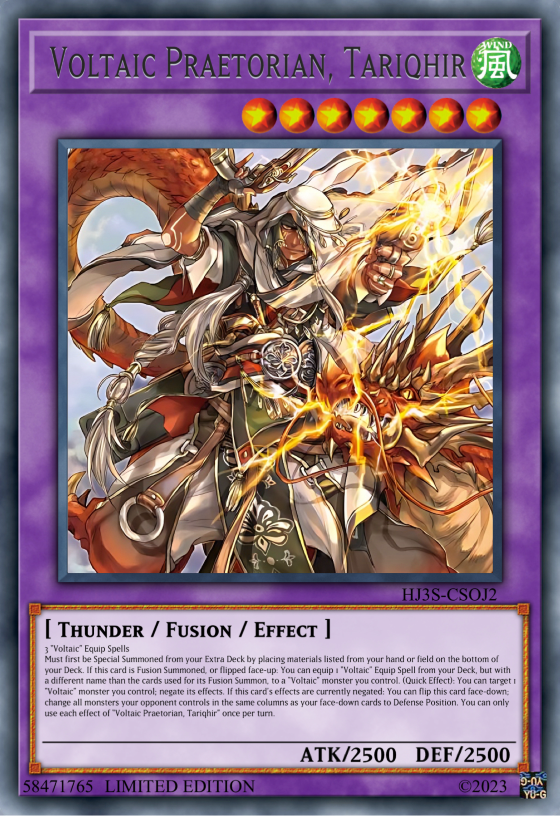 Voltaic Praetorian, Tariqhir
WIND
風
HJ3S-CSOJ2
[ Thunder / Fusion / Effect ]
3 "Voltaic" Equip Spells
Must first be Special Summoned from your Extra Deck by placing materials listed from your hand or field on the bottom of
your Deck. If this card is Fusion Summoned, or flipped face-up: You can equip 1 "Voltaic" Equip Spell from your Deck, but with
a different name than the cards used for its Fusion Summon, to a "Voltaic" monster you control. (Quick Effect): You can target 1
"Voltaic" monster you control; negate its effects. If this card's effects are currently negated: You can flip this card face-down;
change all monsters your opponent controls in the same columns as your face-down cards to Defense Position. You can only
use each effect of "Voltaic Praetorian, Tariqhir" once per turn.
ATK/2500 DEF/2500
58471765 LIMITED EDITION
©2023
YU-G
YU-G